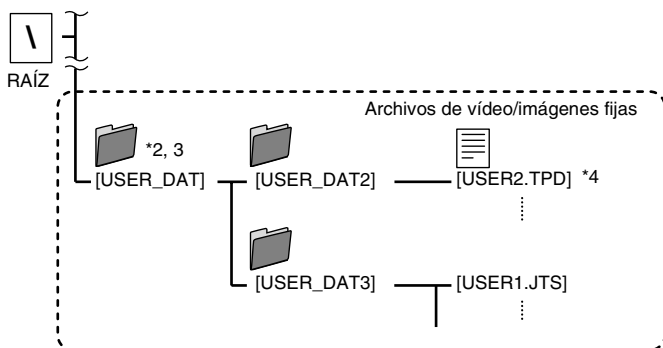 \
RAÍZ
Archivos de vídeo/imágenes fijas
*2, 3
[USER_DAT] [USER_DAT2] [USER2.TPD] *4
[USER_DAT3] [USER1.JTS]